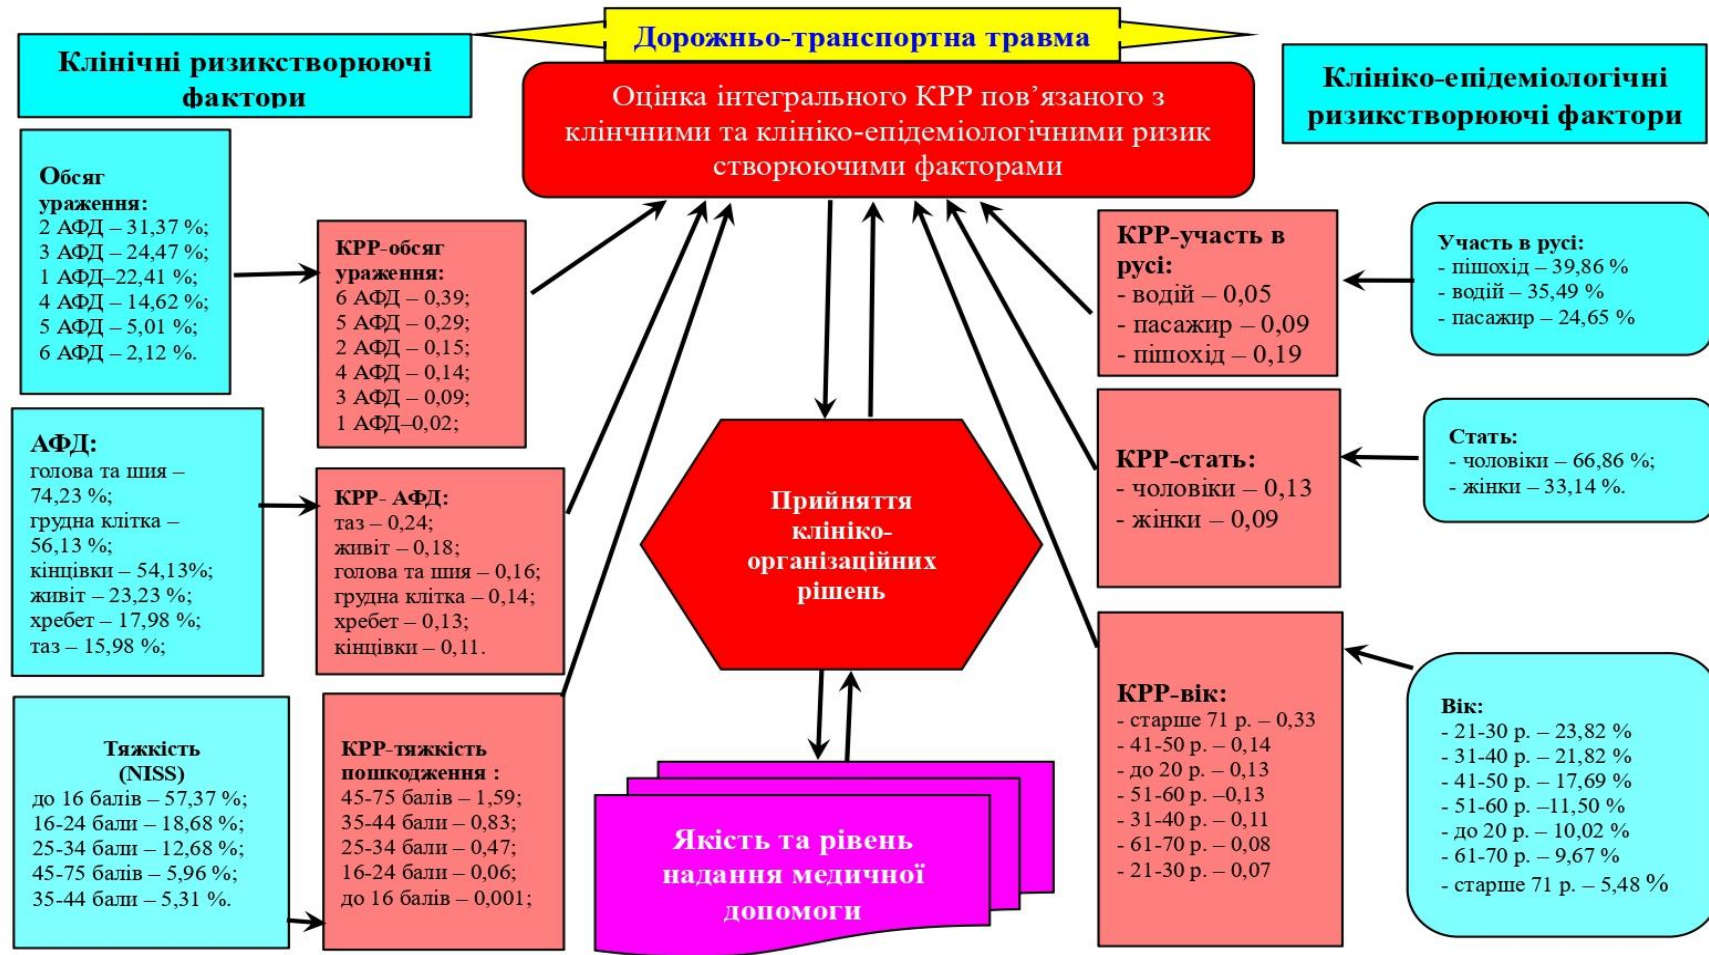 Дорожньо-транспортна травма
Клінічні ризикстворюючі
фактори
Оцінка інтегрального КРР пов’язаного з
клінчними та клініко-епідеміологічними ризик
створюючими факторами
Клініко-епідеміологічні
ризикстворюючі фактори
Обсяг
ураження:
2 АФД – 31,37 %;
3 АФД – 24,47 %;
1 АФД–22,41 %;
4 АФД – 14,62 %;
5 АФД – 5,01 %;
6 АФД – 2,12 %.
КРР-обсяг
ураження:
6 АФД – 0,39;
5 АФД – 0,29;
2 АФД – 0,15;
4 АФД – 0,14;
3 АФД – 0,09;
1 АФД–0,02;
АФД:
голова та шия –
74,23 %;
грудна клітка –
56,13 %;
кінцівки – 54,13%;
живіт – 23,23 %;
хребет – 17,98 %;
таз – 15,98 %;
КРР- АФД:
таз – 0,24;
живіт – 0,18;
голова та шия – 0,16;
грудна клітка – 0,14;
хребет – 0,13;
кінцівки – 0,11.
Тяжкість
(NISS)
до 16 балів – 57,37 %;
16-24 бали – 18,68 %;
25-34 бали – 12,68 %;
45-75 балів – 5,96 %;
35-44 бали – 5,31 %.
КРР-тяжкість
пошкодження :
45-75 балів – 1,59;
35-44 бали – 0,83;
25-34 бали – 0,47;
16-24 бали – 0,06;
до 16 балів – 0,001;
Прийняття
клініко-
організаційних
рішень
Якість та рівень
надання медичної
допомоги
КРР-участь в
русі:
- водій – 0,05
- пасажир – 0,09
- пішохід – 0,19
Участь в русі:
- пішохід – 39,86 %
- водій – 35,49 %
- пасажир – 24,65 %
КРР-стать:
- чоловіки – 0,13
- жінки – 0,09
Стать:
- чоловіки – 66,86 %;
- жінки – 33,14 %.
КРР-вік:
- старше 71 р. – 0,33
- 41-50 р. – 0,14
- до 20 р. – 0,13
- 51-60 р. –0,13
- 31-40 р. – 0,11
- 61-70 р. – 0,08
- 21-30 р. – 0,07
Вік:
- 21-30 р. – 23,82 %
- 31-40 р. – 21,82 %
- 41-50 р. – 17,69 %
- 51-60 р. –11,50 %
- до 20 р. – 10,02 %
- 61-70 р. – 9,67 %
- старше 71 р. – 5,48 %